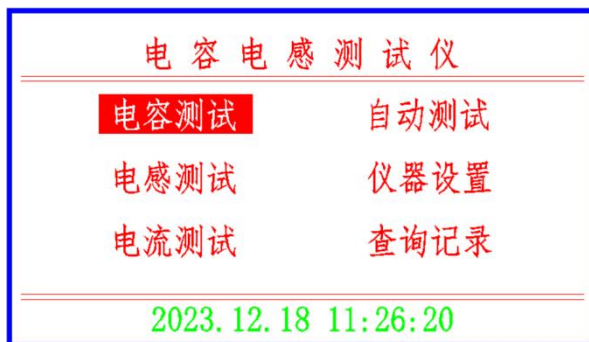 电容电感测试仪
电容测试 自动测试
电感测试 仪器设置
电流测试 查询记录
2023.12.18 11:26:20